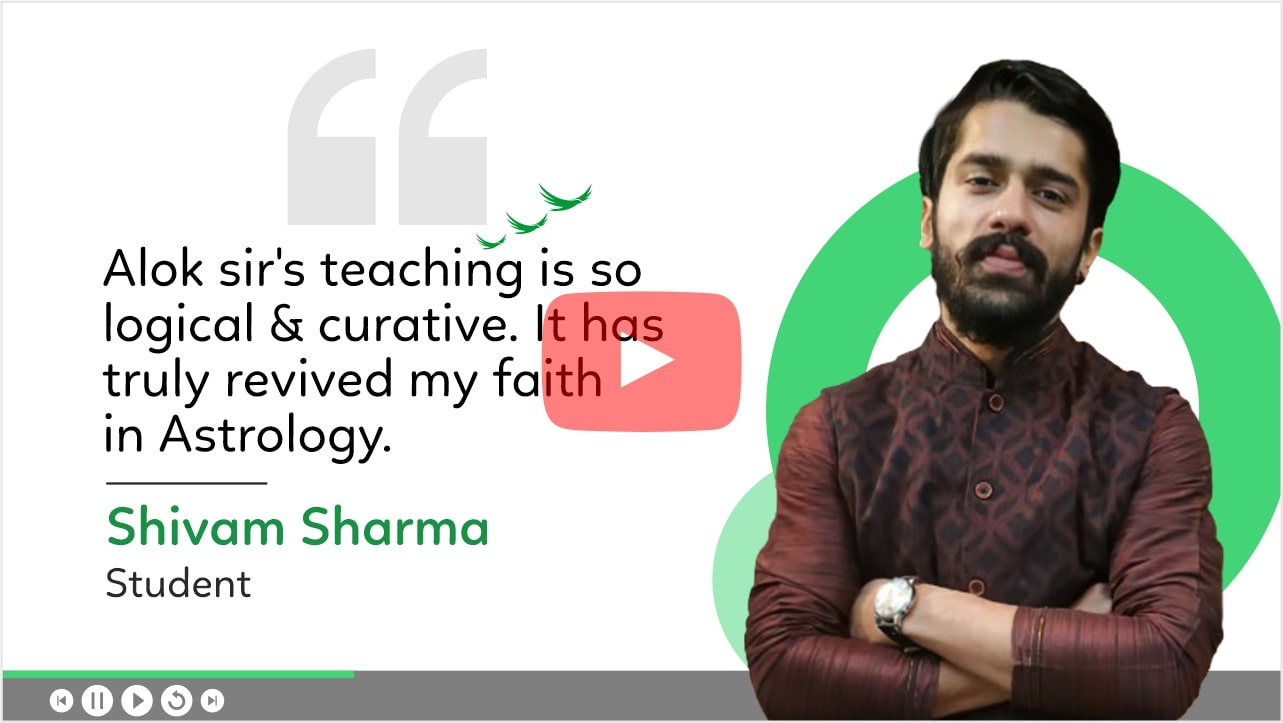 Alok sir's teaching is so
logical & curative. It has
truly revived my faith
in Astrology.
Shivam Sharma
Student